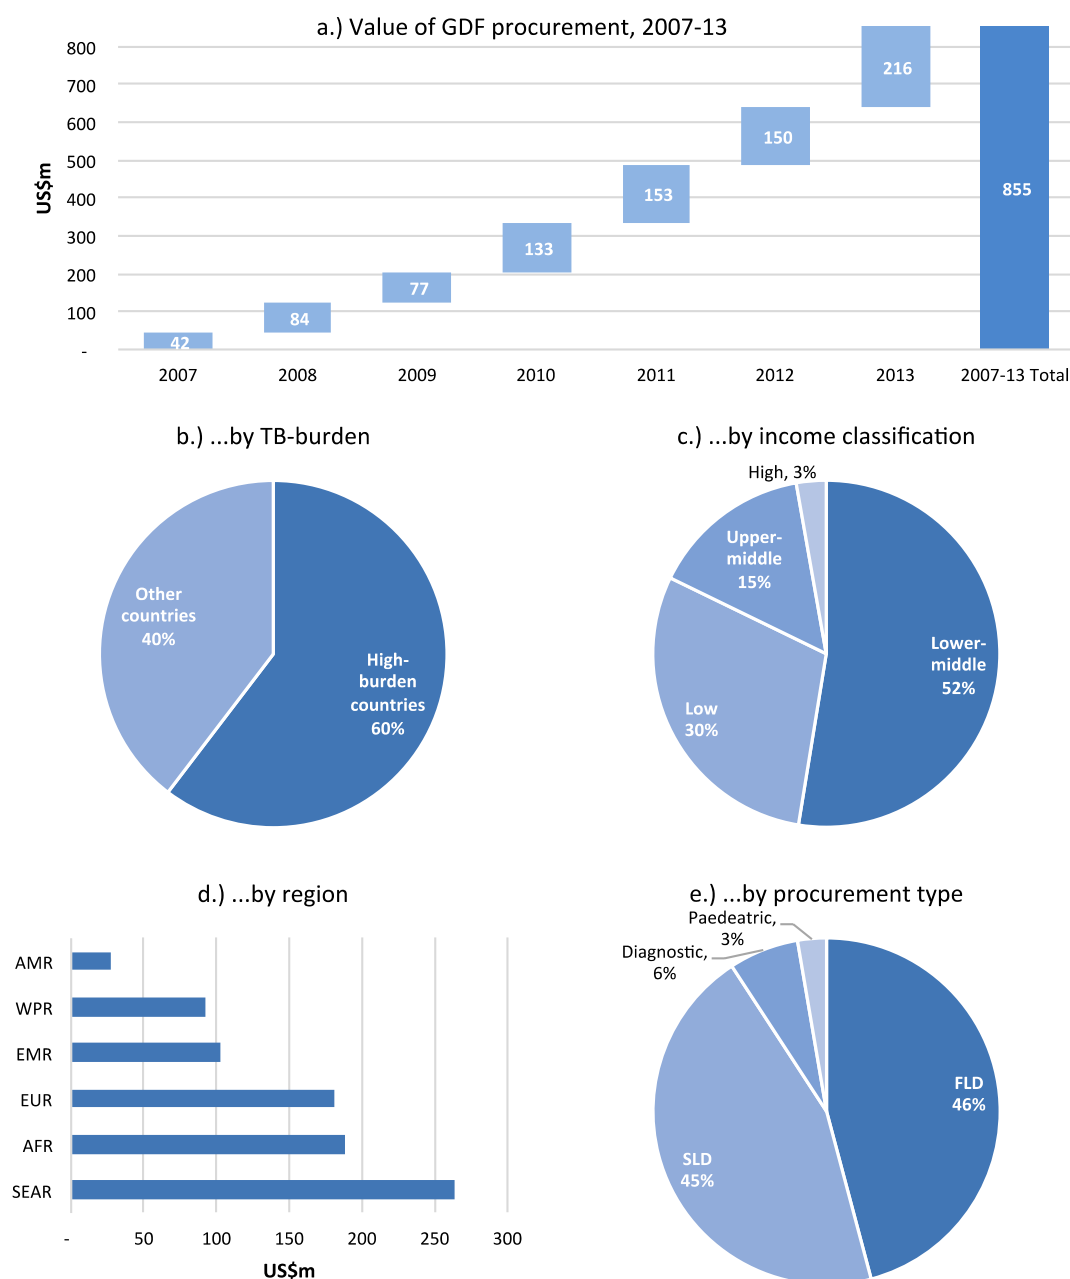 a.) Value of GDF procurement, 2007-13
US$m
800
700
600
500
400
300
200
100
-
42
84
77
133
153
150
216
855
2007
2008
2009
2010
2011
2012
2013
2007-13 Total
b.) ...by TB-burden
Other
countries
40%
High-
burden
countries
60%
c.) ...by income classification
High, 3%
Upper-
middle
15%
Lower-
middle
52%
Low
30%
d.) ...by region
AMR
WPR
EMR
EUR
AFR
SEAR
-
50
100
150
200
250
300
US$m
e.) ...by procurement type
Paedeatric,
3%
Diagnostic,
6%
FLD
46%
SLD
45%